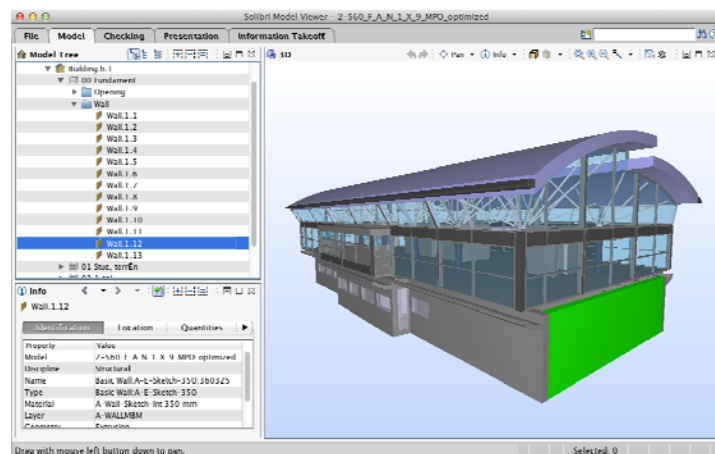 Solibri Model Viewer - 2-560_F_A_N_1_X_9_MPO_optimized
File Model Checking Presentation Information Takeoff
Model Tree
3D Pan Info
Building.h.1
00 Fundament
Opening
Wall
Wall.1.1
Wall.1.2
Wall.1.3
Wall.1.4
Wall.1.5
Wall.1.6
Wall.1.7
Wall.1.8
Wall.1.9
Wall.1.10
Wall.1.11
Wall.1.12
Wall.1.13
01 Stue, terrEn
Info
Wall.1.12
Identification Location Quantities
Property Value
Model 2-560_F_A_N_1_X_9_MPO_optimized
Discipline Structural
Name Basic Wall:A-E-Sketch-350:360325
Type Basic Wall:A-E-Sketch-350
Material A-Wall-Sketch-Int 350 mm
Layer A-WALLMBM
Geometry Extrusion
Drag with mouse left button down to pan. Selected: 0